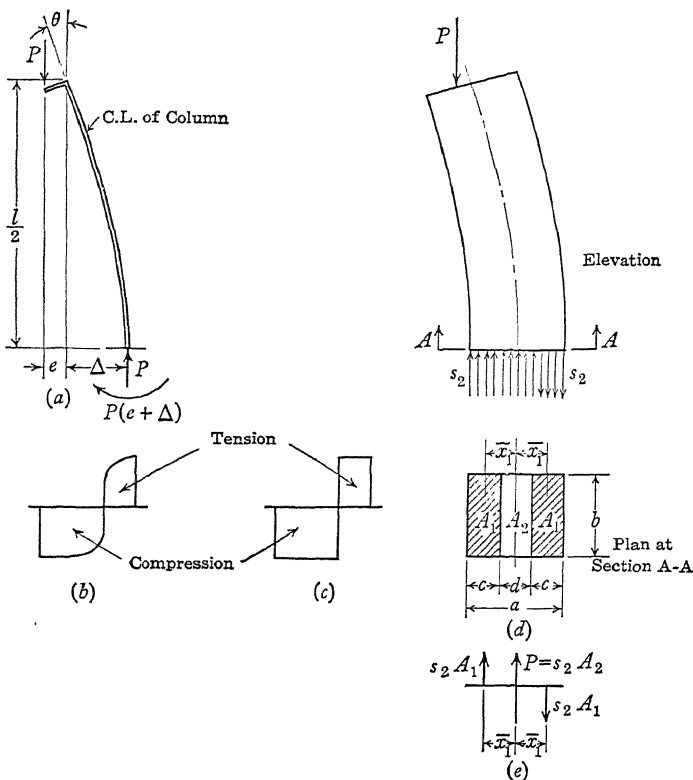 θ
P
C.L. of Column
l/2
e
Δ
P
(a)
P(e + Δ)
P
Elevation
A
A
s₂
s₂
Tension
Compression
(b)
(c)
x̄₁
x̄₁
A₁
A₂
A₁
b
Plan at
Section A-A
c
d
c
a
(d)
s₂ A₁
P = s₂ A₂
s₂ A₁
x̄₁
x̄₁
(e)